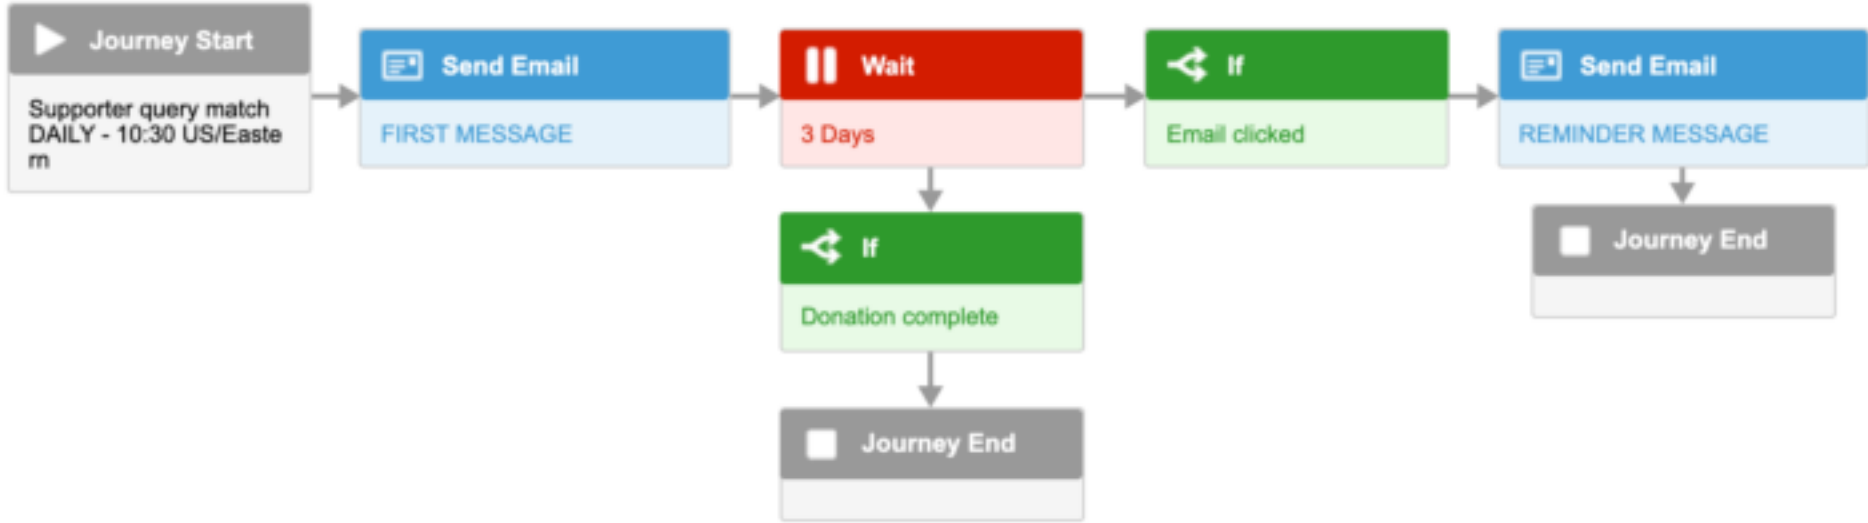 Journey Start
Supporter query match
DAILY - 10:30 US/Easte
rn
Send Email
FIRST MESSAGE
Wait
3 Days
If
Email clicked
Send Email
REMINDER MESSAGE
If
Donation complete
Journey End
Journey End